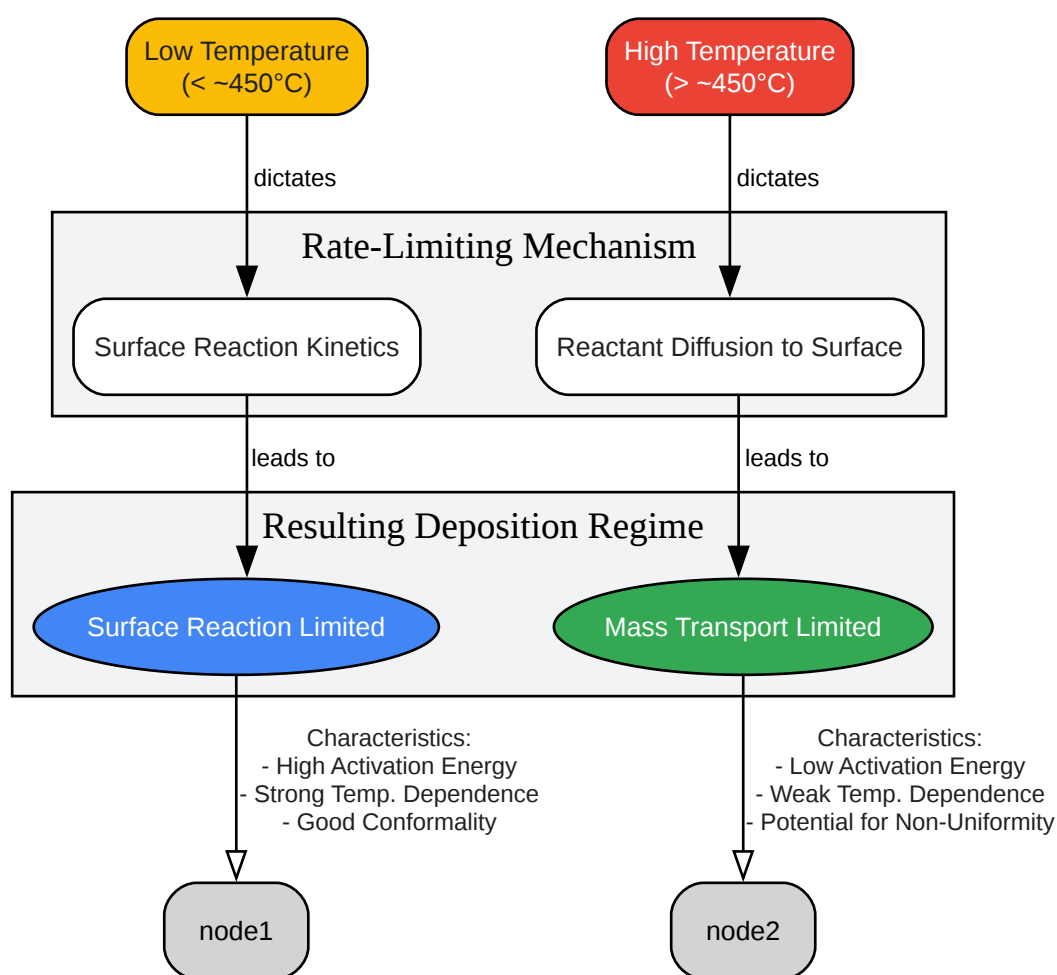 Low Temperature
(< ~450°C)
High Temperature
(> ~450°C)
dictates
dictates
Rate-Limiting Mechanism
Surface Reaction Kinetics
Reactant Diffusion to Surface
leads to
leads to
Resulting Deposition Regime
Surface Reaction Limited
Mass Transport Limited
Characteristics:
- High Activation Energy
- Strong Temp. Dependence
- Good Conformality
Characteristics:
- Low Activation Energy
- Weak Temp. Dependence
- Potential for Non-Uniformity
node1
node2